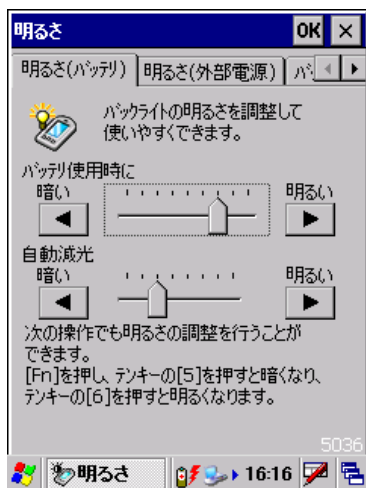 明るさ OK ×
明るさ(バッテリ) 明るさ(外部電源) バ
バックライトの明るさを調整して
使いやすくできます。
バッテリ使用時に
暗い 明るい
自動減光
暗い 明るい
次の操作でも明るさの調整を行うことが
できます。
[Fn]を押し、テンキーの[5]を押すと暗くなり、
テンキーの[6]を押すと明るくなります。
5036
明るさ 16:16